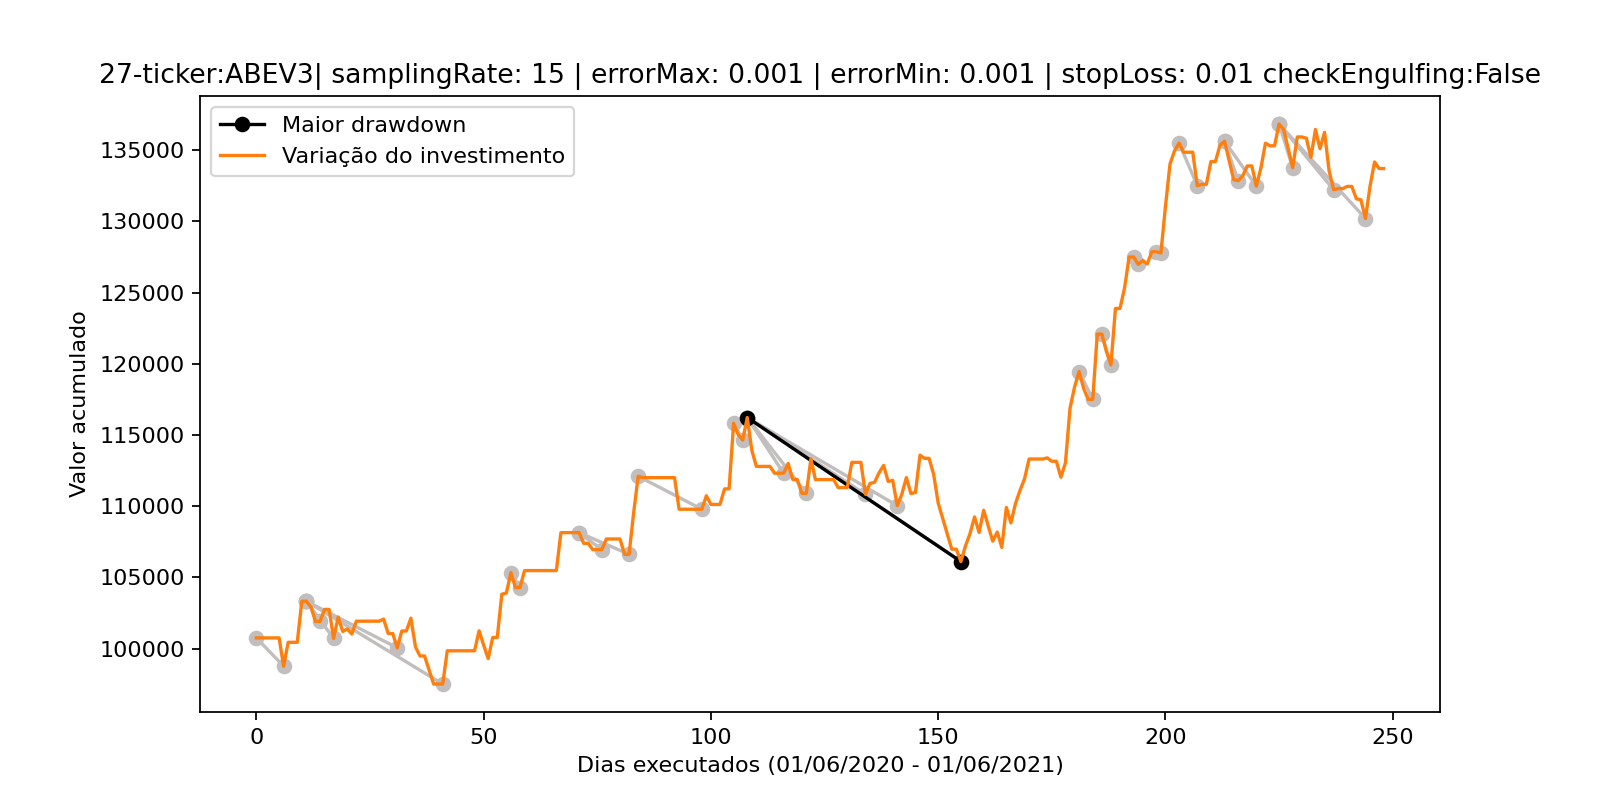 27-ticker:ABEV3| samplingRate: 15 | errorMax: 0.001 | errorMin: 0.001 | stopLoss: 0.01 checkEngulfing:False
Maior drawdown
Variação do investimento
135000
130000
125000
120000
115000
110000
105000
100000
Valor acumulado
0 50 100 150 200 250
Dias executados (01/06/2020 - 01/06/2021)